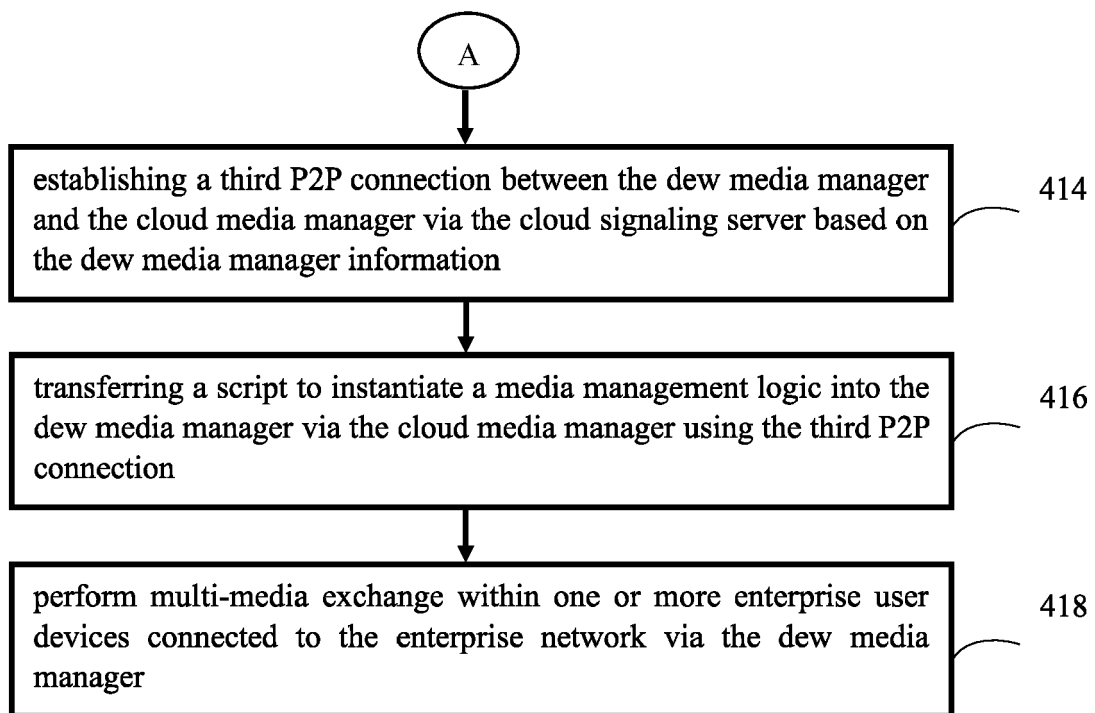 A
establishing a third P2P connection between the dew media manager
and the cloud media manager via the cloud signaling server based on
the dew media manager information
414
transferring a script to instantiate a media management logic into the
dew media manager via the cloud media manager using the third P2P
connection
416
perform multi-media exchange within one or more enterprise user
devices connected to the enterprise network via the dew media
manager
418